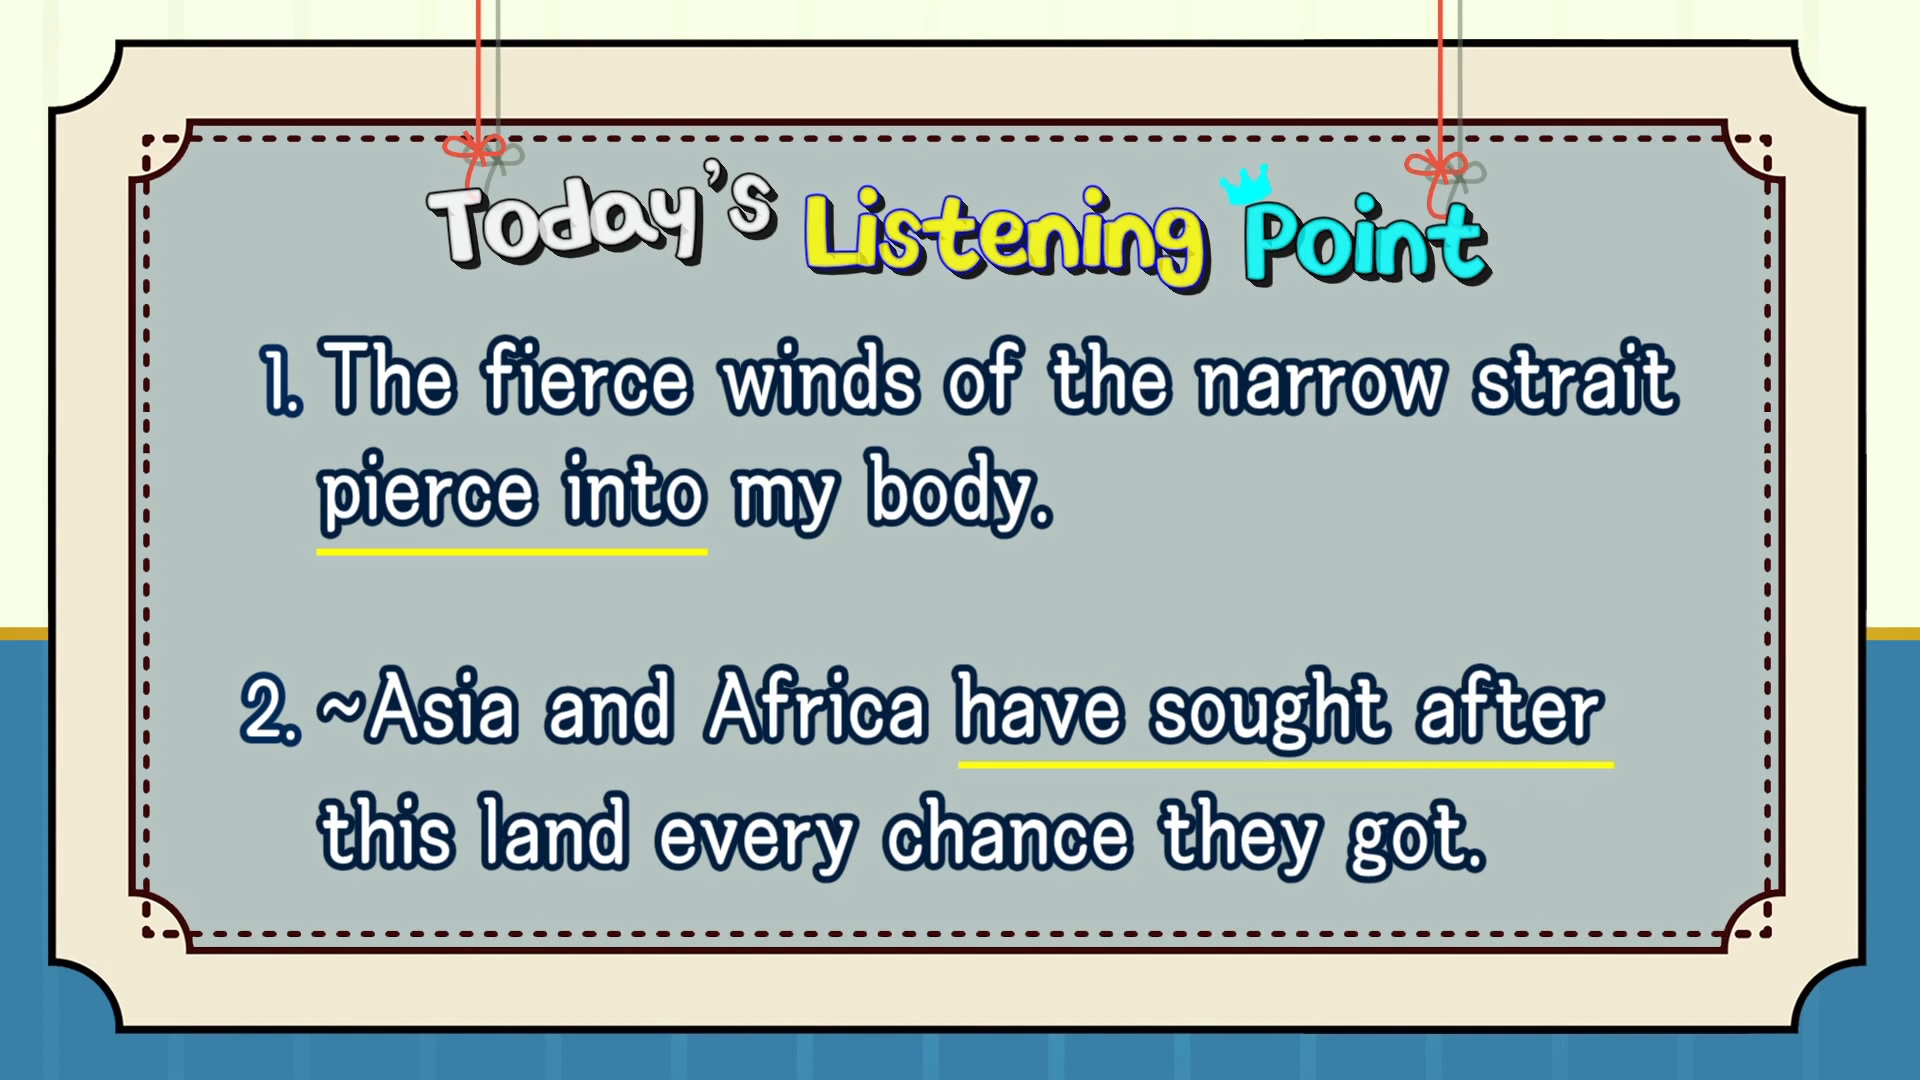 Today's Listening Point
1. The fierce winds of the narrow strait
pierce into my body.
2. ~Asia and Africa have sought after
this land every chance they got.